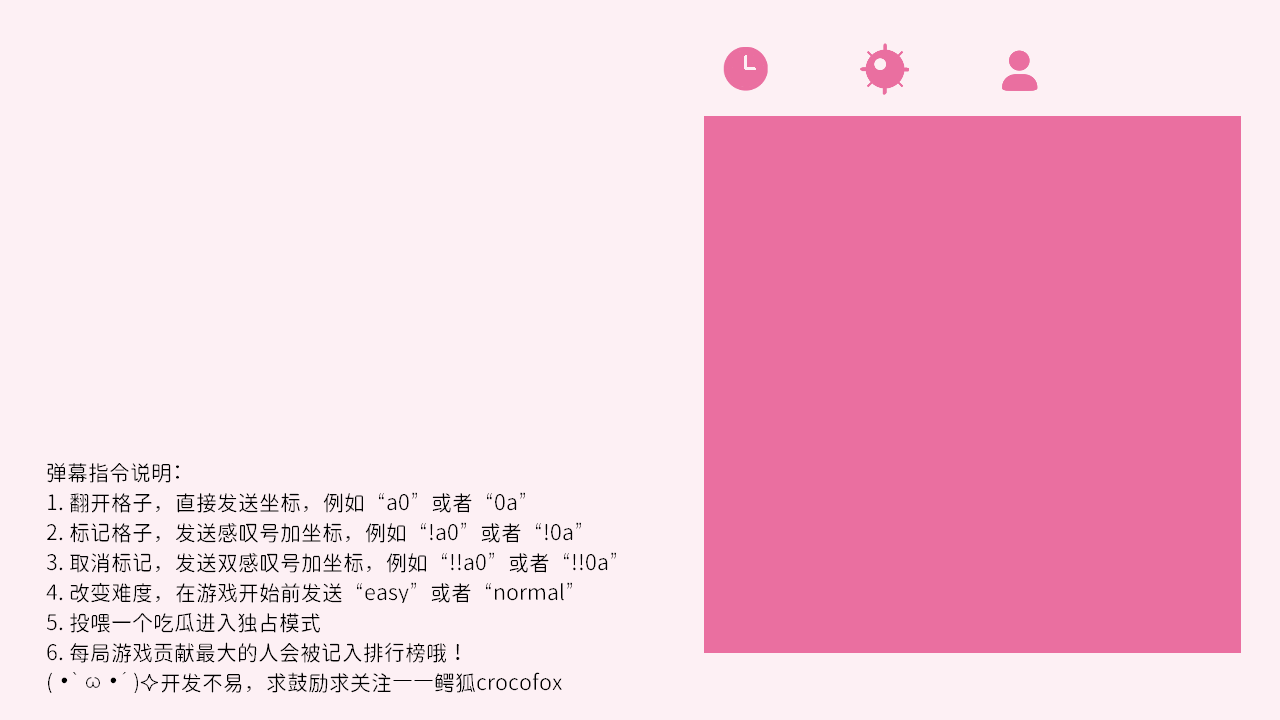 弹幕指令说明：
1. 翻开格子，直接发送坐标，例如“a0”或者“0a”
2. 标记格子，发送感叹号加坐标，例如“!a0”或者“!0a”
3. 取消标记，发送双感叹号加坐标，例如“!!a0”或者“!!0a”
4. 改变难度，在游戏开始前发送“easy”或者“normal”
5. 投喂一个吃瓜进入独占模式
6. 每局游戏贡献最大的人会被记入排行榜哦！
( •̀ ω •́ )✧开发不易，求鼓励求关注——鳄狐crocofox